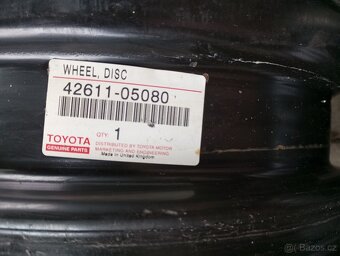 WHEEL, DISC
42611-05080
QTY: 1
TOYOTA
GENUINE PARTS
DISTRIBUTED BY TOYOTA MOTOR
MARKETING AND ENGINEERING
Made in United Kingdom
bazos.cz